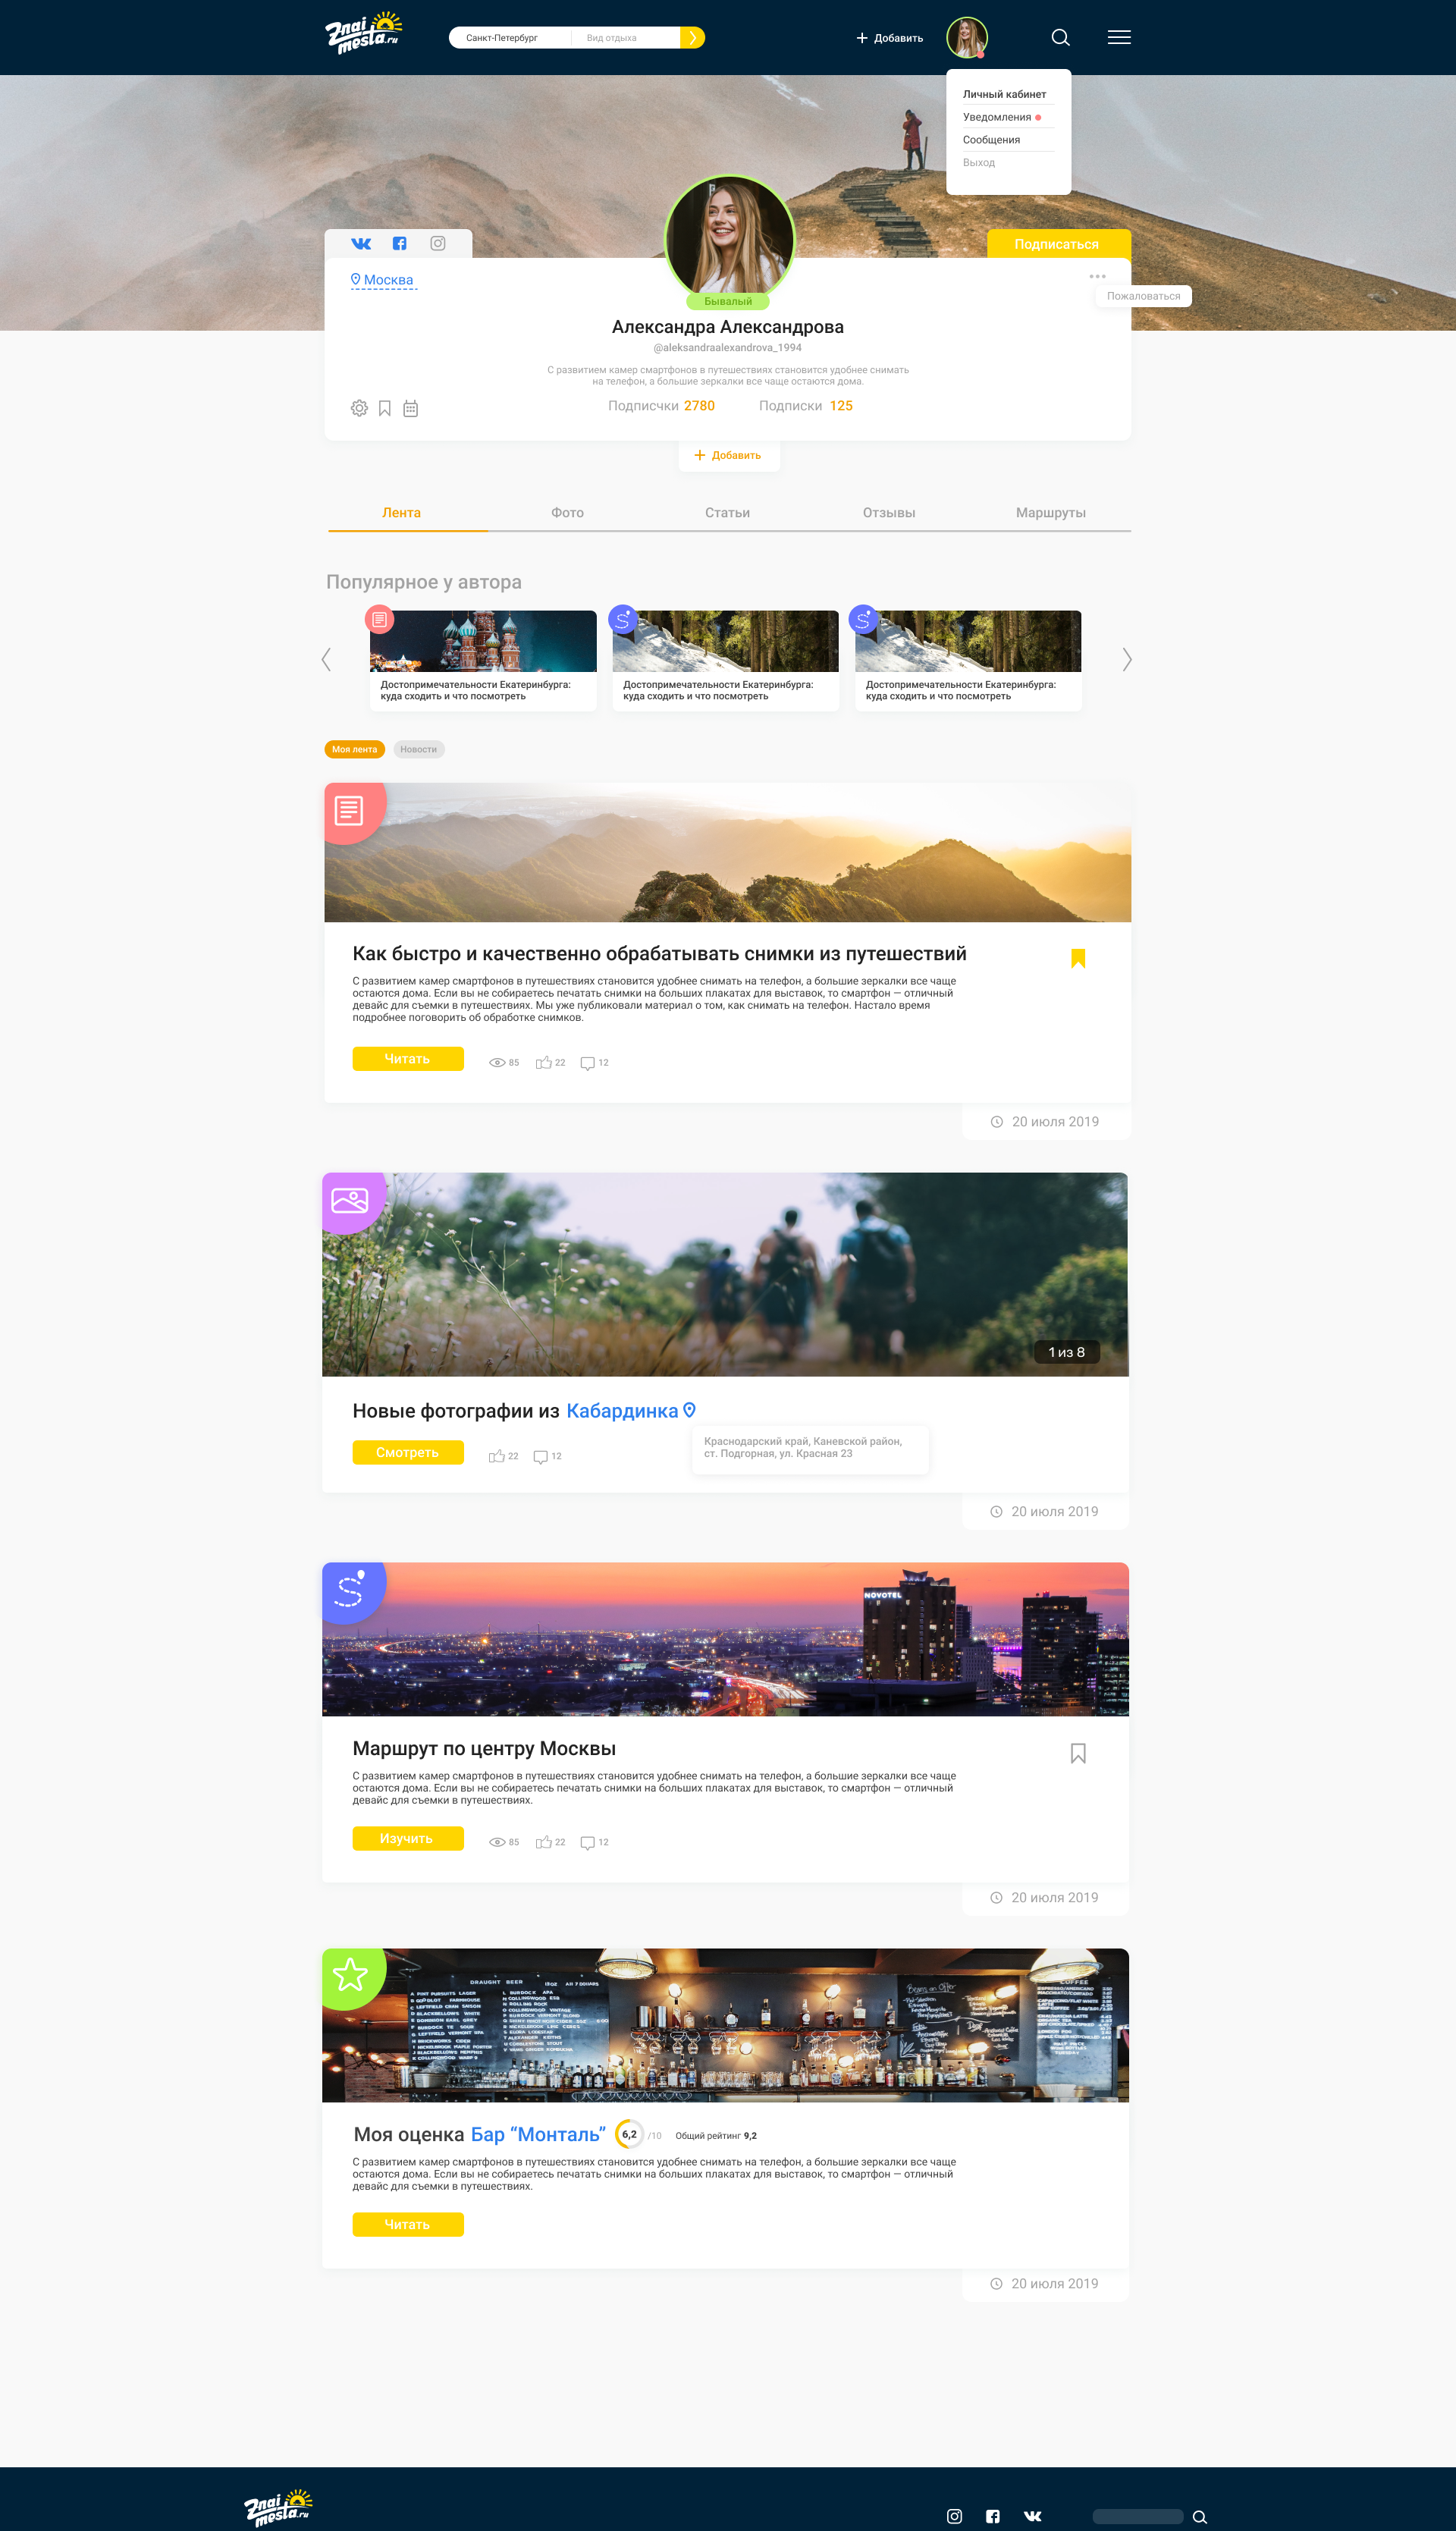 Znai mesta.ru
Санкт-Петербург
Вид отдыха
Добавить
Личный кабинет
Уведомления
Сообщения
Выход
Подписаться
Москва
Пожаловаться
Бывалый
Александра Александрова
@aleksandraalexandrova_1994
С развитием камер смартфонов в путешествиях становится удобнее снимать
на телефон, а большие зеркалки все чаще остаются дома.
Подписчки 2780
Подписки 125
Добавить
Лента
Фото
Статьи
Отзывы
Маршруты
Популярное у автора
Достопримечательности Екатеринбурга:
куда сходить и что посмотреть
Достопримечательности Екатеринбурга:
куда сходить и что посмотреть
Достопримечательности Екатеринбурга:
куда сходить и что посмотреть
Моя лента
Новости
Как быстро и качественно обрабатывать снимки из путешествий
С развитием камер смартфонов в путешествиях становится удобнее снимать на телефон, а большие зеркалки все чаще
остаются дома. Если вы не собираетесь печатать снимки на больших плакатах для выставок, то смартфон — отличный
девайс для съемки в путешествиях. Мы уже публиковали материал о том, как снимать на телефон. Настало время
подробнее поговорить об обработке снимков.
Читать
85
22
12
20 июля 2019
1 из 8
Новые фотографии из Кабардинка
Краснодарский край, Каневской район,
ст. Подгорная, ул. Красная 23
Смотреть
22
12
20 июля 2019
NOVOTEL
Маршрут по центру Москвы
С развитием камер смартфонов в путешествиях становится удобнее снимать на телефон, а большие зеркалки все чаще
остаются дома. Если вы не собираетесь печатать снимки на больших плакатах для выставок, то смартфон — отличный
девайс для съемки в путешествиях.
Изучить
85
22
12
20 июля 2019
DRAUGHT BEER
COFFEE
Моя оценка Бар “Монталь” 6,2 /10 Общий рейтинг 9,2
С развитием камер смартфонов в путешествиях становится удобнее снимать на телефон, а большие зеркалки все чаще
остаются дома. Если вы не собираетесь печатать снимки на больших плакатах для выставок, то смартфон — отличный
девайс для съемки в путешествиях.
Читать
20 июля 2019
Znai mesta.ru